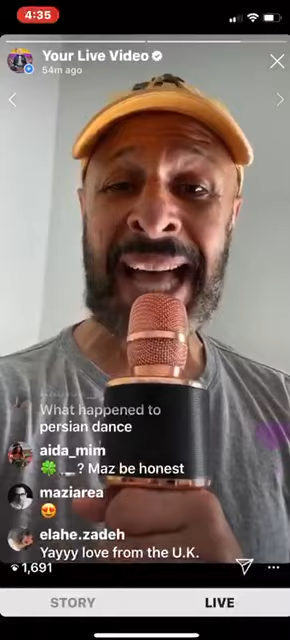 4:35
Your Live Video
54m ago
What happened to
persian dance
aida_mim
🍀🚬? Maz be honest
maziarea
😍
elahe.zadeh
Yayyy love from the U.K.
1,691
STORY LIVE